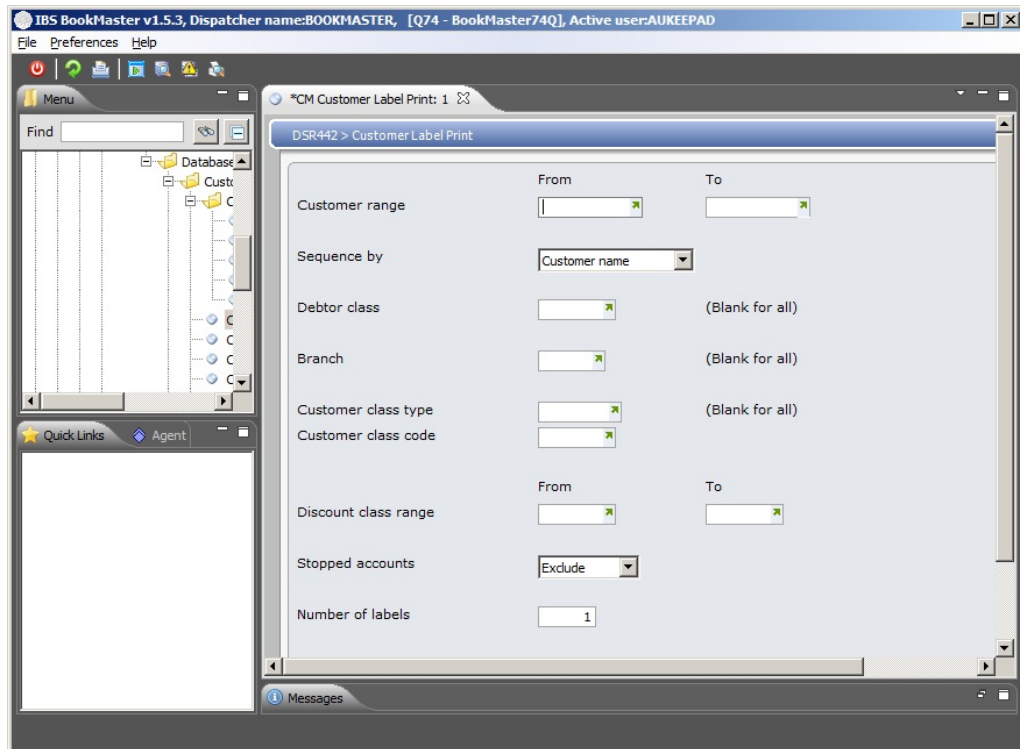 IBS BookMaster v1.5.3, Dispatcher name:BOOKMASTER, [Q74 - BookMaster74Q], Active user:AUKEEPAD
File Preferences Help
Menu
*CM Customer Label Print: 1
Find
DSR442 > Customer Label Print
Database
Custo
C
C
C
C
C
From To
Customer range
Sequence by Customer name
Debtor class (Blank for all)
Branch (Blank for all)
Customer class type (Blank for all)
Customer class code
From To
Discount class range
Stopped accounts Exclude
Number of labels 1
Quick Links Agent
Messages